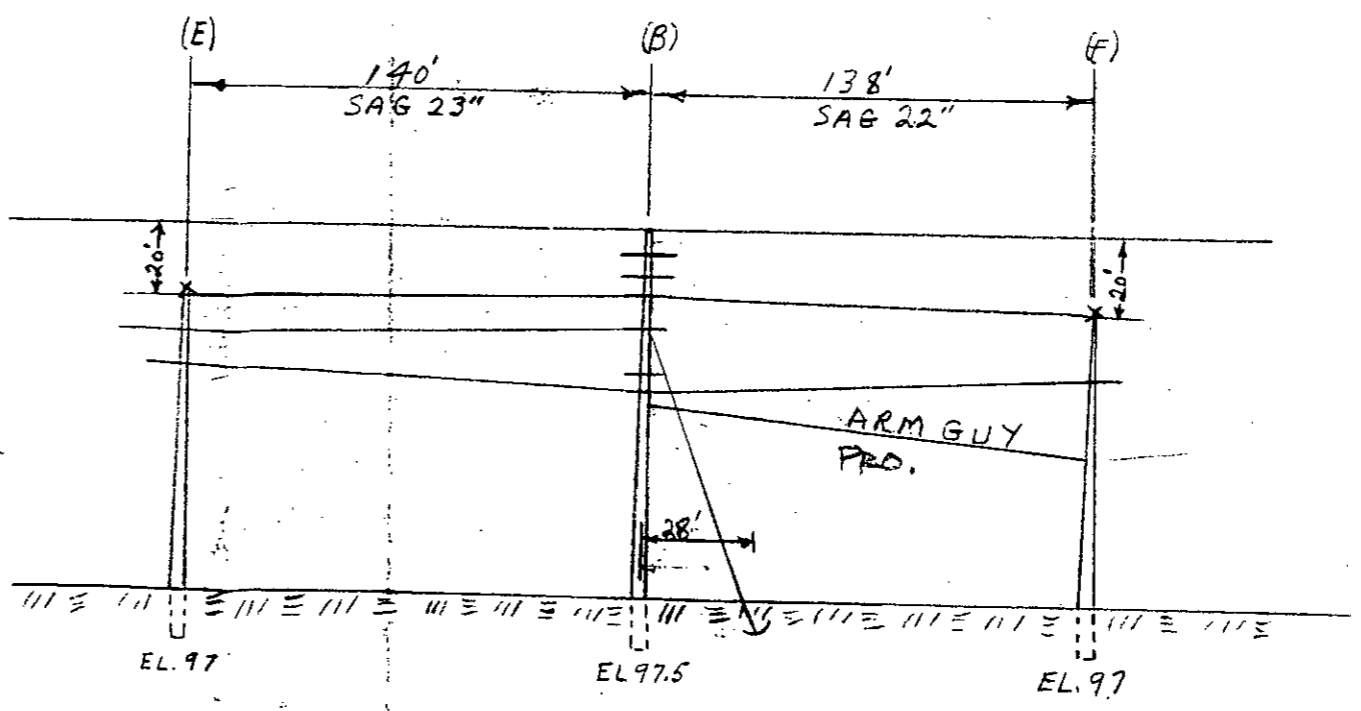 (E)
(B)
(F)
140'
SAG 23"
138'
SAG 22"
20'
20'
ARM GUY
PRO.
28'
EL. 97
EL 97.5
EL. 97